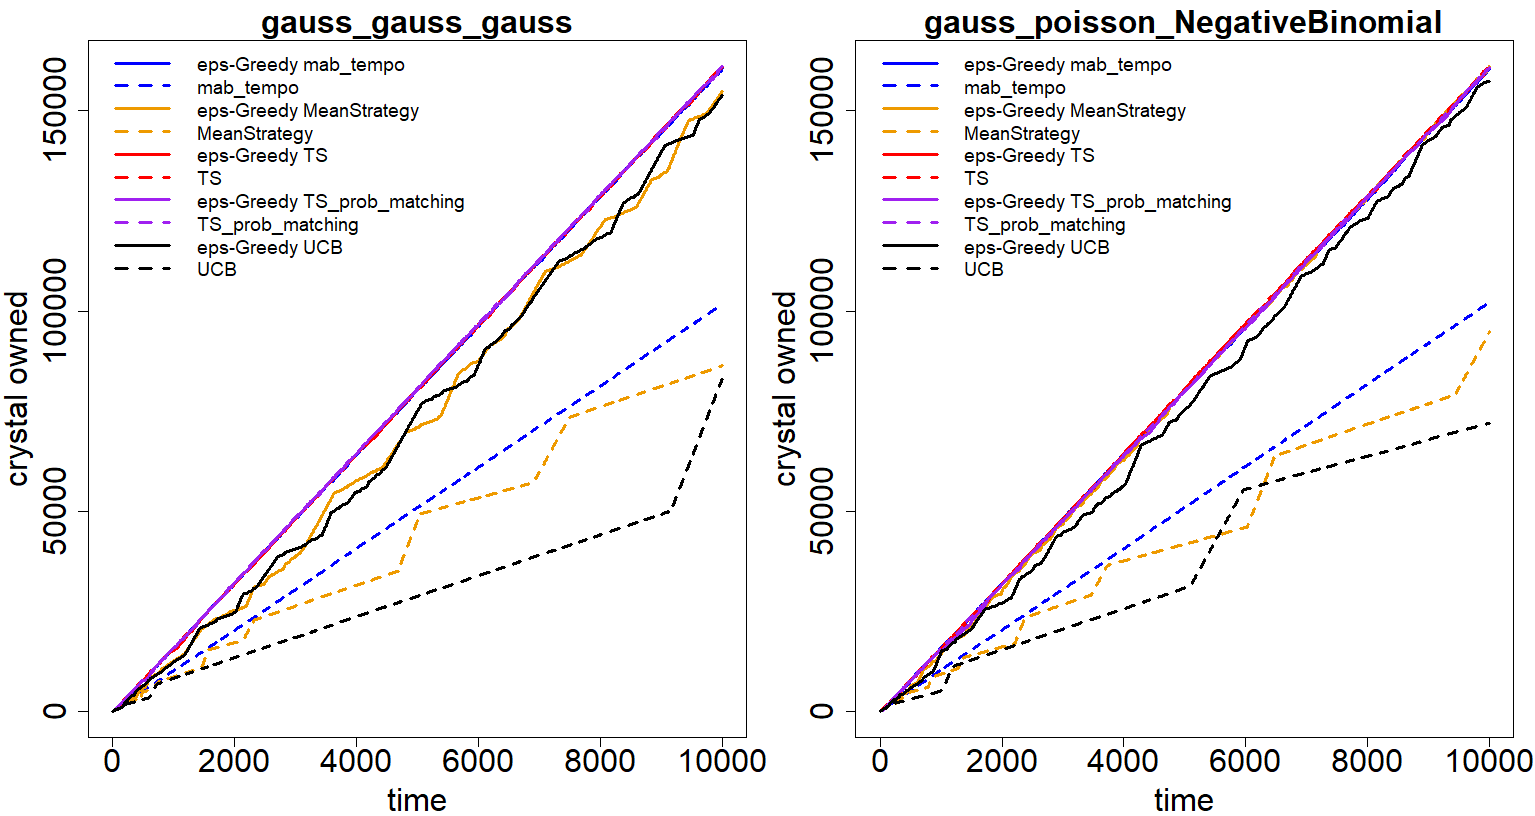 gauss_gauss_gauss
eps-Greedy mab_tempo
mab_tempo
eps-Greedy MeanStrategy
MeanStrategy
eps-Greedy TS
TS
eps-Greedy TS_prob_matching
TS_prob_matching
eps-Greedy UCB
UCB
crystal owned
150000
100000
50000
0
0 2000 4000 6000 8000 10000
time
gauss_poisson_NegativeBinomial
eps-Greedy mab_tempo
mab_tempo
eps-Greedy MeanStrategy
MeanStrategy
eps-Greedy TS
TS
eps-Greedy TS_prob_matching
TS_prob_matching
eps-Greedy UCB
UCB
crystal owned
150000
100000
50000
0
0 2000 4000 6000 8000 10000
time